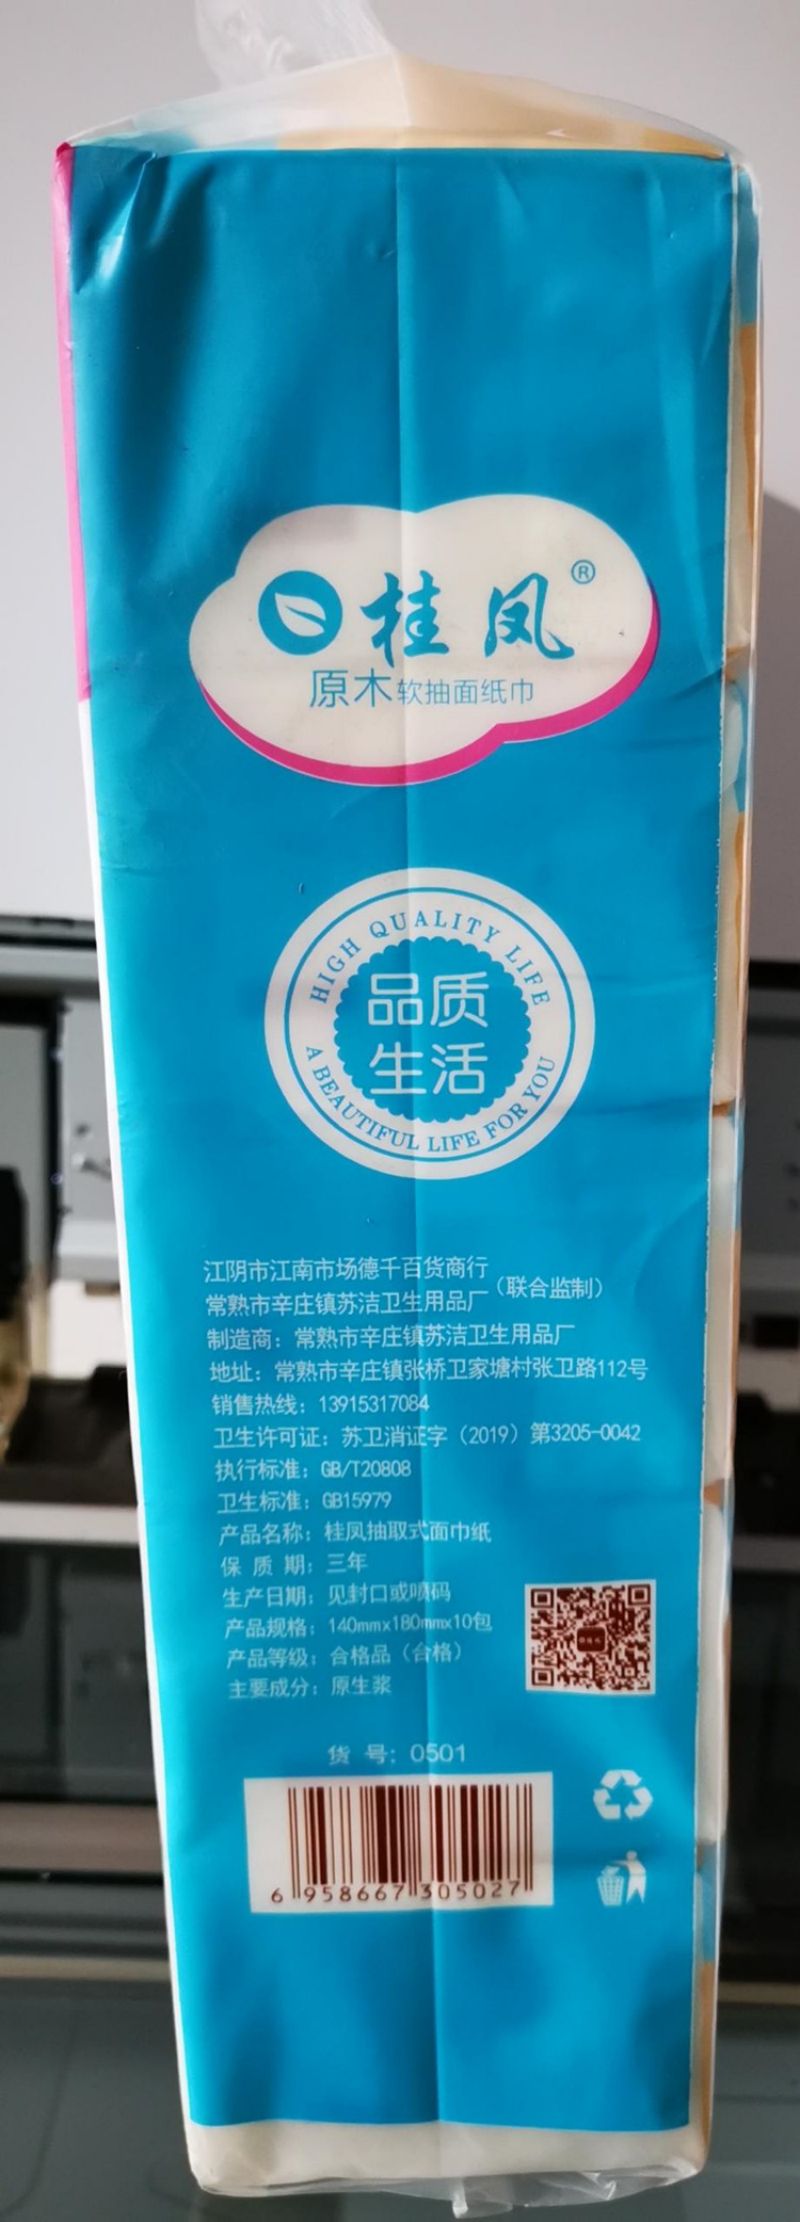 桂凤®
原木软抽面纸巾
HIGH QUALITY LIFE
品质
生活
A BEAUTIFUL LIFE FOR YOU
江阴市江南市场德千百货商行
常熟市辛庄镇苏洁卫生用品厂（联合监制）
制造商：常熟市辛庄镇苏洁卫生用品厂
地址：常熟市辛庄镇张桥卫家塘村张卫路112号
销售热线：13915317084
卫生许可证：苏卫消证字（2019）第3205-0042
执行标准：GB/T20808
卫生标准：GB15979
产品名称：桂凤抽取式面巾纸
保 质 期：三年
生产日期：见封口或喷码
产品规格：140mmx180mmx10包
产品等级：合格品（合格）
主要成分：原生浆
货 号：0501
6 958667 305027